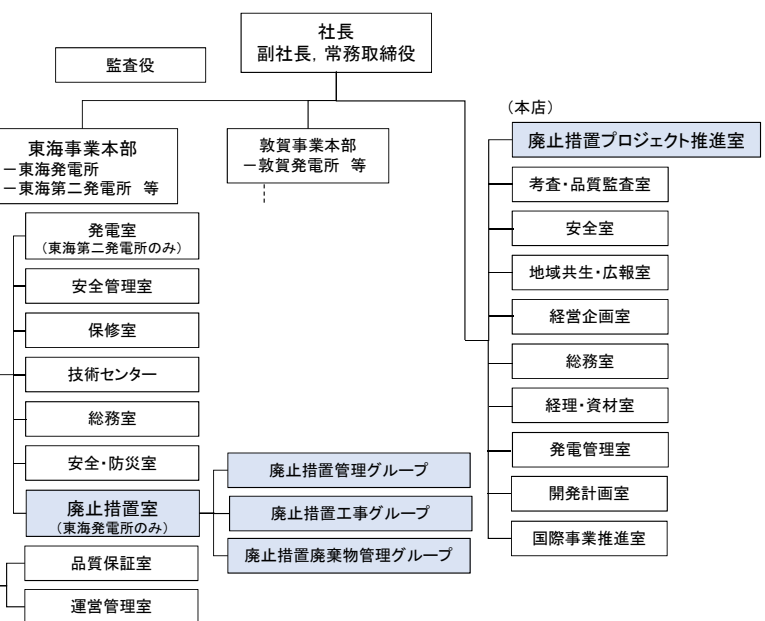 社長
副社長，常務取締役
監査役
東海事業本部
－東海発電所
－東海第二発電所 等
敦賀事業本部
－敦賀発電所 等
（本店）
廃止措置プロジェクト推進室
考査・品質監査室
安全室
地域共生・広報室
経営企画室
総務室
経理・資材室
発電管理室
開発計画室
国際事業推進室
発電室
（東海第二発電所のみ）
安全管理室
保修室
技術センター
総務室
安全・防災室
廃止措置室
（東海発電所のみ）
廃止措置管理グループ
廃止措置工事グループ
廃止措置廃棄物管理グループ
品質保証室
運営管理室